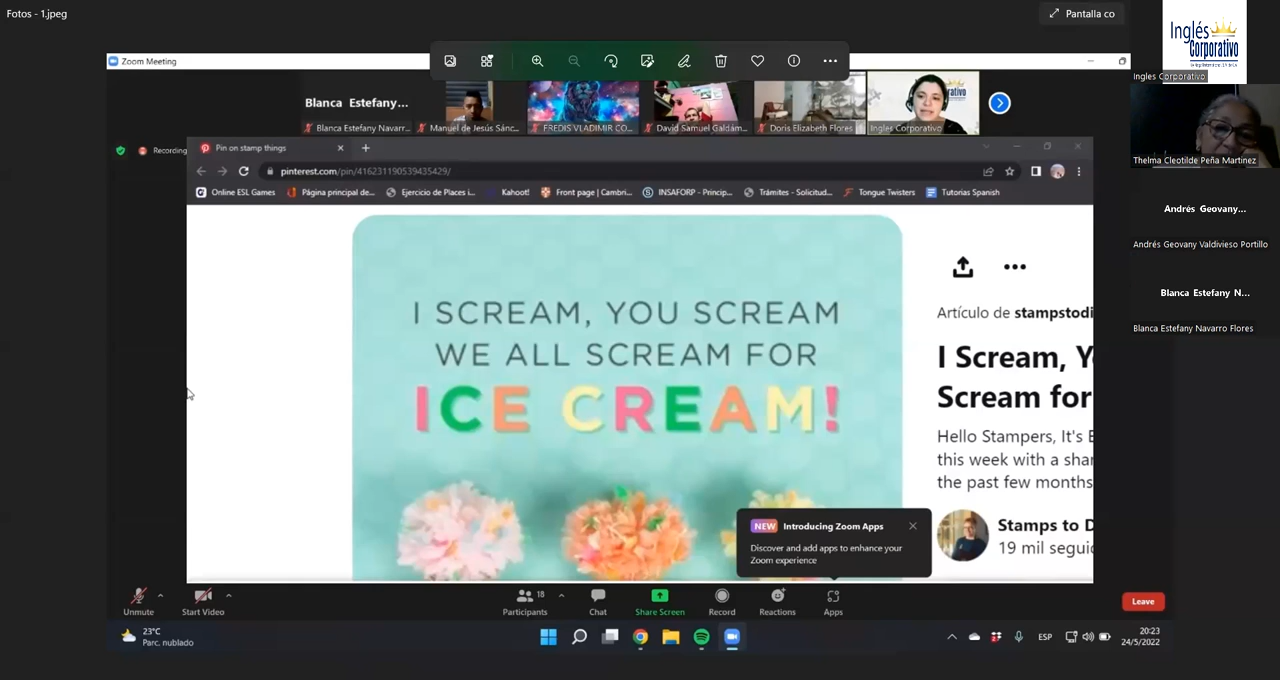 Fotos - 1.jpeg
Pantalla co
Inglés
Corporativo
Ingles Corporativo
Zoom Meeting
Blanca Estefany...
Blanca Estefany Navarr...
Manuel de Jesús Sánc...
FREDIS VLADIMIR CO...
David Samuel Galdám...
Doris Elizabeth Flores
Ingles Corporativo
Thelma Cleotilde Peña Martinez
Recording
Pin on stamp things
pinterest.com/pin/416231190539435429/
Online ESL Games
Página principal de...
Ejercicio de Places i...
Kahoot!
Front page | Cambri...
INSAFORP - Princip...
Trámites - Solicitud...
Tongue Twisters
Tutorias Spanish
Andrés Geovany...
Andrés Geovany Valdivieso Portillo
Blanca Estefany N...
Blanca Estefany Navarro Flores
I SCREAM, YOU SCREAM
WE ALL SCREAM FOR
ICE CREAM!
Artículo de stampstodi
I Scream, Y
Scream for
Hello Stampers, It's E
this week with a shar
the past few months
Stamps to D
19 mil seguid
NEW Introducing Zoom Apps
Discover and add apps to enhance your
Zoom experience
Unmute
Start Video
18
Participants
Chat
Share Screen
Record
Reactions
Apps
Leave
23°C
Parc. nublado
ESP
20:23
24/5/2022